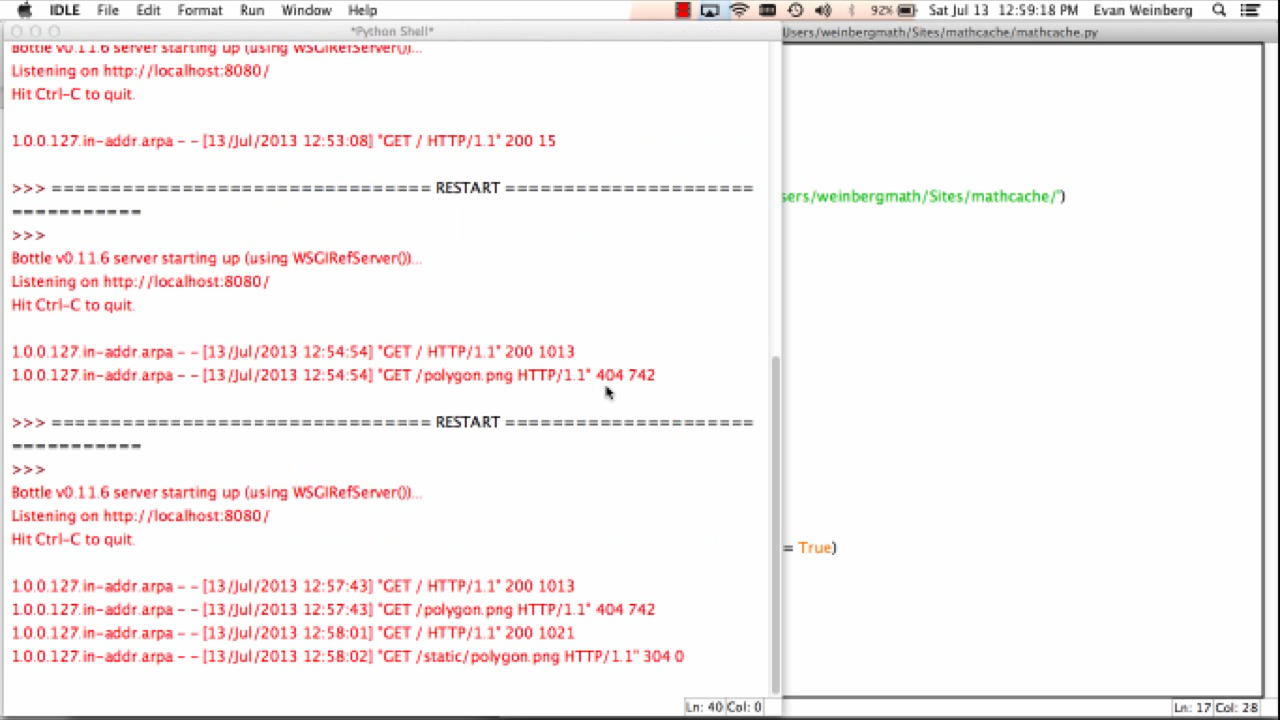 IDLE File Edit Format Run Window Help 92% Sat Jul 13 12:59:18 PM Evan Weinberg
*Python Shell*
Users/weinbergmath/Sites/mathcache/mathcache.py
Bottle v0.11.6 server starting up (using WSGIRefServer())...
Listening on http://localhost:8080/
Hit Ctrl-C to quit.
1.0.0.127.in-addr.arpa - - [13/Jul/2013 12:53:08] "GET / HTTP/1.1" 200 15
>>> ================================ RESTART =====================
===========
>>>
Bottle v0.11.6 server starting up (using WSGIRefServer())...
Listening on http://localhost:8080/
Hit Ctrl-C to quit.
1.0.0.127.in-addr.arpa - - [13/Jul/2013 12:54:54] "GET / HTTP/1.1" 200 1013
1.0.0.127.in-addr.arpa - - [13/Jul/2013 12:54:54] "GET /polygon.png HTTP/1.1" 404 742
>>> ================================ RESTART =====================
===========
>>>
Bottle v0.11.6 server starting up (using WSGIRefServer())...
Listening on http://localhost:8080/
Hit Ctrl-C to quit.
1.0.0.127.in-addr.arpa - - [13/Jul/2013 12:57:43] "GET / HTTP/1.1" 200 1013
1.0.0.127.in-addr.arpa - - [13/Jul/2013 12:57:43] "GET /polygon.png HTTP/1.1" 404 742
1.0.0.127.in-addr.arpa - - [13/Jul/2013 12:58:01] "GET / HTTP/1.1" 200 1021
1.0.0.127.in-addr.arpa - - [13/Jul/2013 12:58:02] "GET /static/polygon.png HTTP/1.1" 304 0
Ln: 40 Col: 0
sers/weinbergmath/Sites/mathcache/")
= True)
Ln: 17 Col: 28